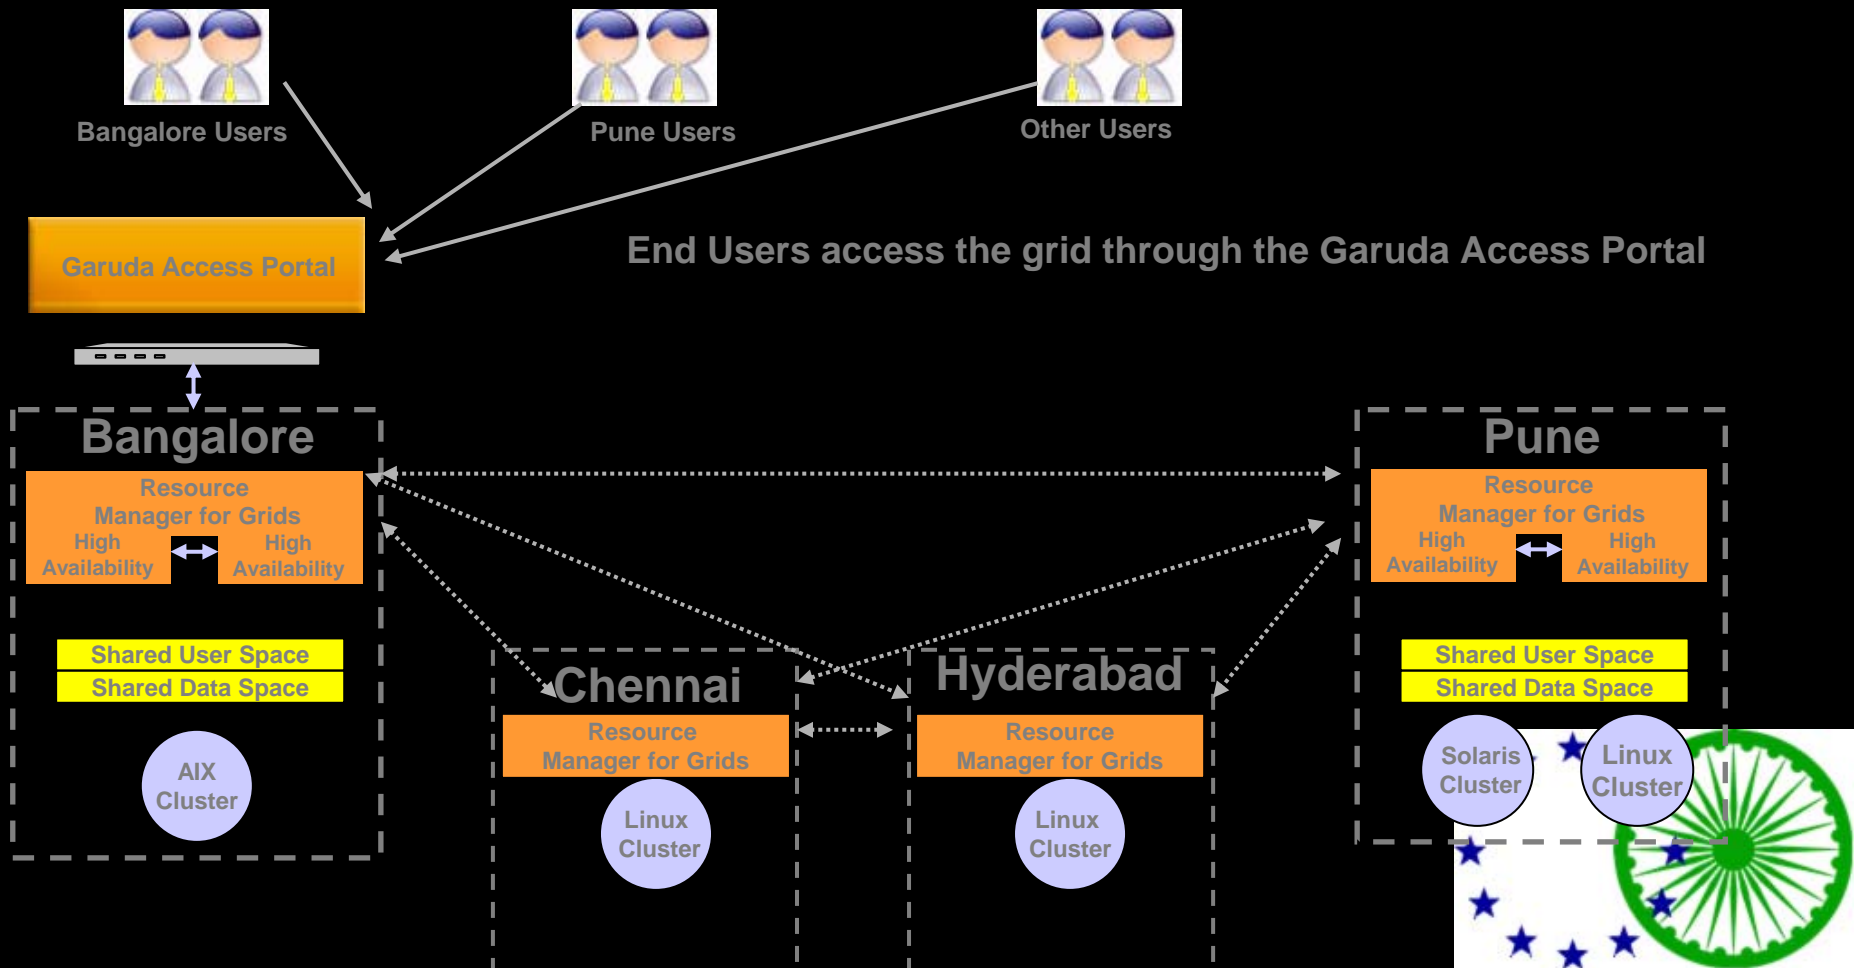 Bangalore Users
Pune Users
Other Users
Garuda Access Portal
End Users access the grid through the Garuda Access Portal
Bangalore
Resource
Manager for Grids
High
Availability
High
Availability
Shared User Space
Shared Data Space
AIX
Cluster
Chennai
Resource
Manager for Grids
Linux
Cluster
Hyderabad
Resource
Manager for Grids
Linux
Cluster
Pune
Resource
Manager for Grids
High
Availability
High
Availability
Shared User Space
Shared Data Space
Solaris
Cluster
Linux
Cluster